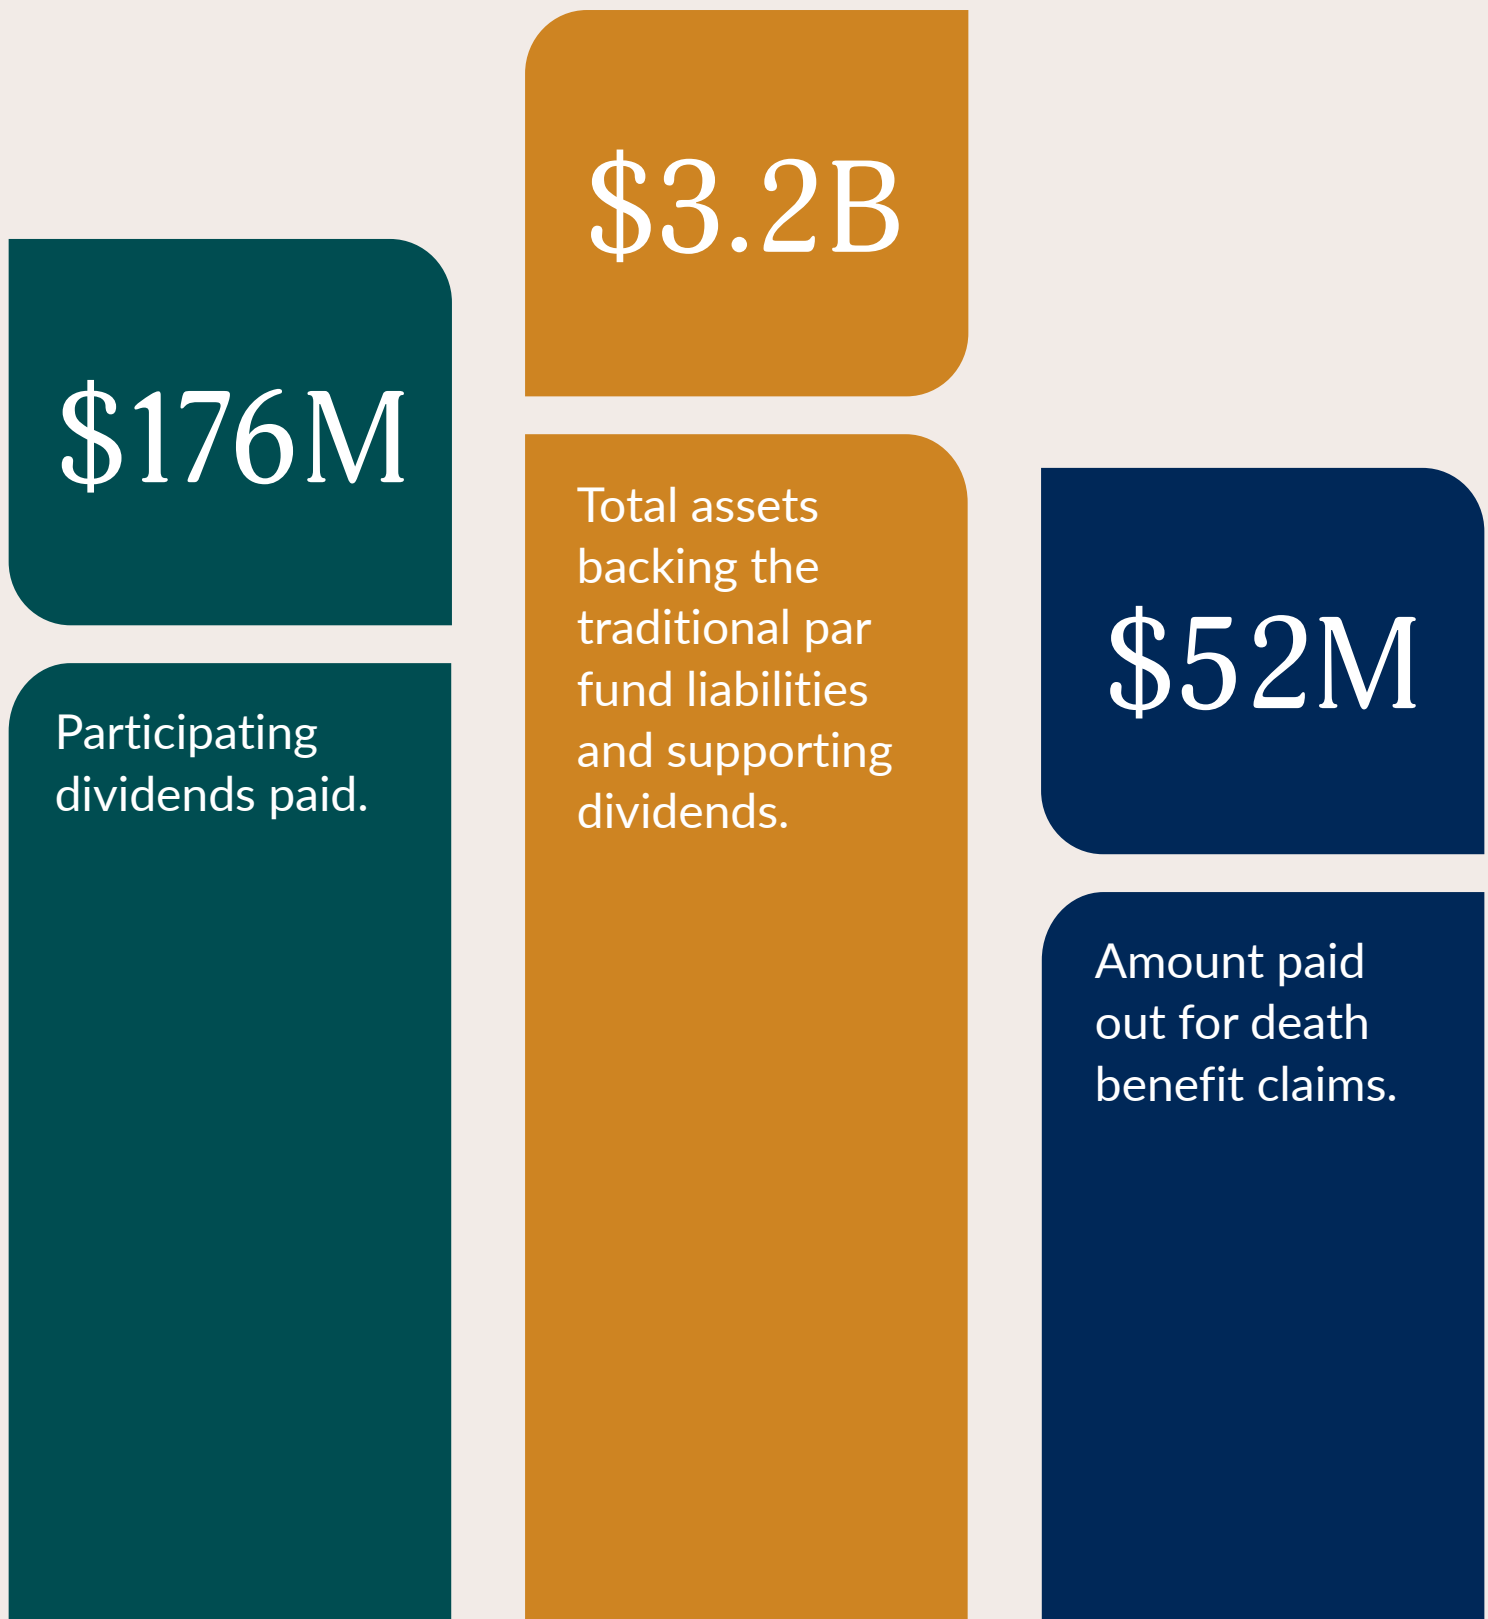 $176M
Participating
dividends paid.
$3.2B
Total assets
backing the
traditional par
fund liabilities
and supporting
dividends.
$52M
Amount paid
out for death
benefit claims.